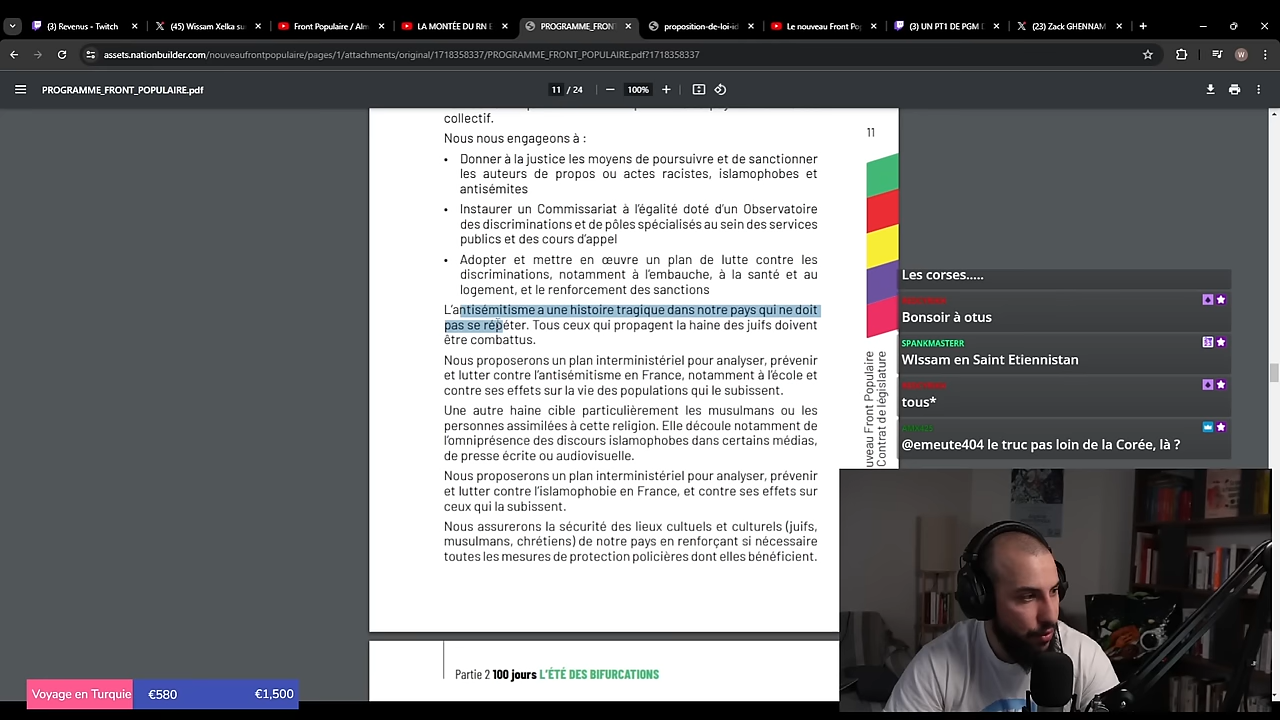 (3) Revenus - Twitch
(45) Wissam Xelka su
Front Populaire / Alm
LA MONTÉE DU RN E
PROGRAMME_FRONT
proposition-de-loi-id
Le nouveau Front Po
(3) UN PT1 DE PGM D
(23) Zack GHENNAM
assets.nationbuilder.com/nouveaufrontpopulaire/pages/1/attachments/original/1718358337/PROGRAMME_FRONT_POPULAIRE.pdf?1718358337
W
PROGRAMME_FRONT_POPULAIRE.pdf
11 / 24
100%
collectif.
Nous nous engageons à :
• Donner à la justice les moyens de poursuivre et de sanctionner
les auteurs de propos ou actes racistes, islamophobes et
antisémites
• Instaurer un Commissariat à l'égalité doté d'un Observatoire
des discriminations et de pôles spécialisés au sein des services
publics et des cours d'appel
• Adopter et mettre en œuvre un plan de lutte contre les
discriminations, notamment à l'embauche, à la santé et au
logement, et le renforcement des sanctions
L'antisémitisme a une histoire tragique dans notre pays qui ne doit
pas se répéter. Tous ceux qui propagent la haine des juifs doivent
être combattus.
Nous proposerons un plan interministériel pour analyser, prévenir
et lutter contre l'antisémitisme en France, notamment à l'école et
contre ses effets sur la vie des populations qui le subissent.
Une autre haine cible particulièrement les musulmans ou les
personnes assimilées à cette religion. Elle découle notamment de
l'omniprésence des discours islamophobes dans certains médias,
de presse écrite ou audiovisuelle.
Nous proposerons un plan interministériel pour analyser, prévenir
et lutter contre l'islamophobie en France, et contre ses effets sur
ceux qui la subissent.
Nous assurerons la sécurité des lieux cultuels et culturels (juifs,
musulmans, chrétiens) de notre pays en renforçant si nécessaire
toutes les mesures de protection policières dont elles bénéficient.
11
uveau Front Populaire
Contrat de législature
Partie 2 100 jours L'ÉTÉ DES BIFURCATIONS
Les corses.....
Bonsoir à otus
SPANKMASTERR
WIssam en Saint Etiennistan
tous*
@emeute404 le truc pas loin de la Corée, là ?
Voyage en Turquie
€580
€1,500